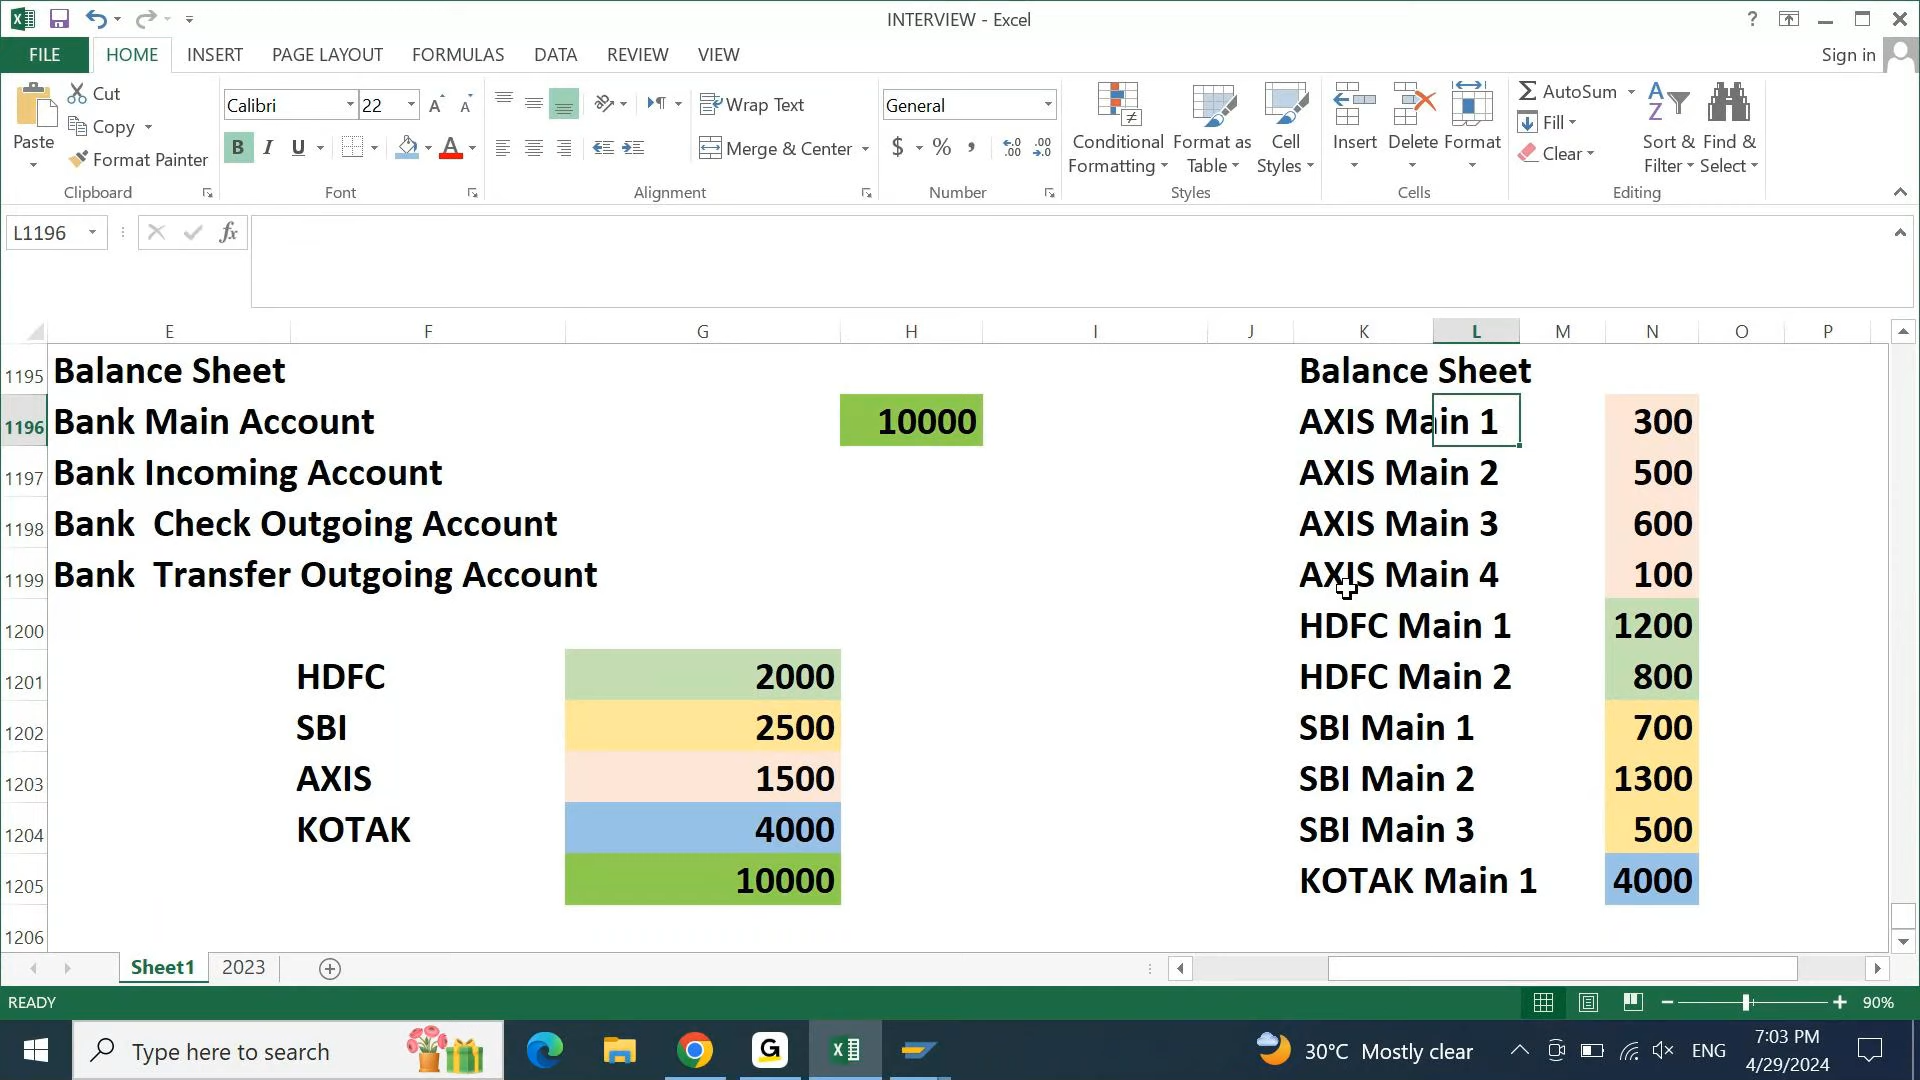 INTERVIEW - Excel
?
FILE HOME INSERT PAGE LAYOUT FORMULAS DATA REVIEW VIEW Sign in
Paste
Cut
Copy
Format Painter
Clipboard
Calibri 22
B I U
Font
Wrap Text
Merge & Center
Alignment
General
$ % ,
Number
Conditional Formatting
Format as Table
Cell Styles
Styles
Insert
Delete
Format
Cells
AutoSum
Fill
Clear
Sort & Filter
Find & Select
Editing
L1196 fx
E F G H I J K L M N O P
1195 Balance Sheet Balance Sheet
1196 Bank Main Account 10000 AXIS Main 1 300
1197 Bank Incoming Account AXIS Main 2 500
1198 Bank  Check Outgoing Account AXIS Main 3 600
1199 Bank  Transfer Outgoing Account AXIS Main 4 100
1200 HDFC Main 1 1200
1201 HDFC 2000 HDFC Main 2 800
1202 SBI 2500 SBI Main 1 700
1203 AXIS 1500 SBI Main 2 1300
1204 KOTAK 4000 SBI Main 3 500
1205 10000 KOTAK Main 1 4000
1206
Sheet1 2023
READY 90%
Type here to search
30°C Mostly clear
ENG
7:03 PM
4/29/2024